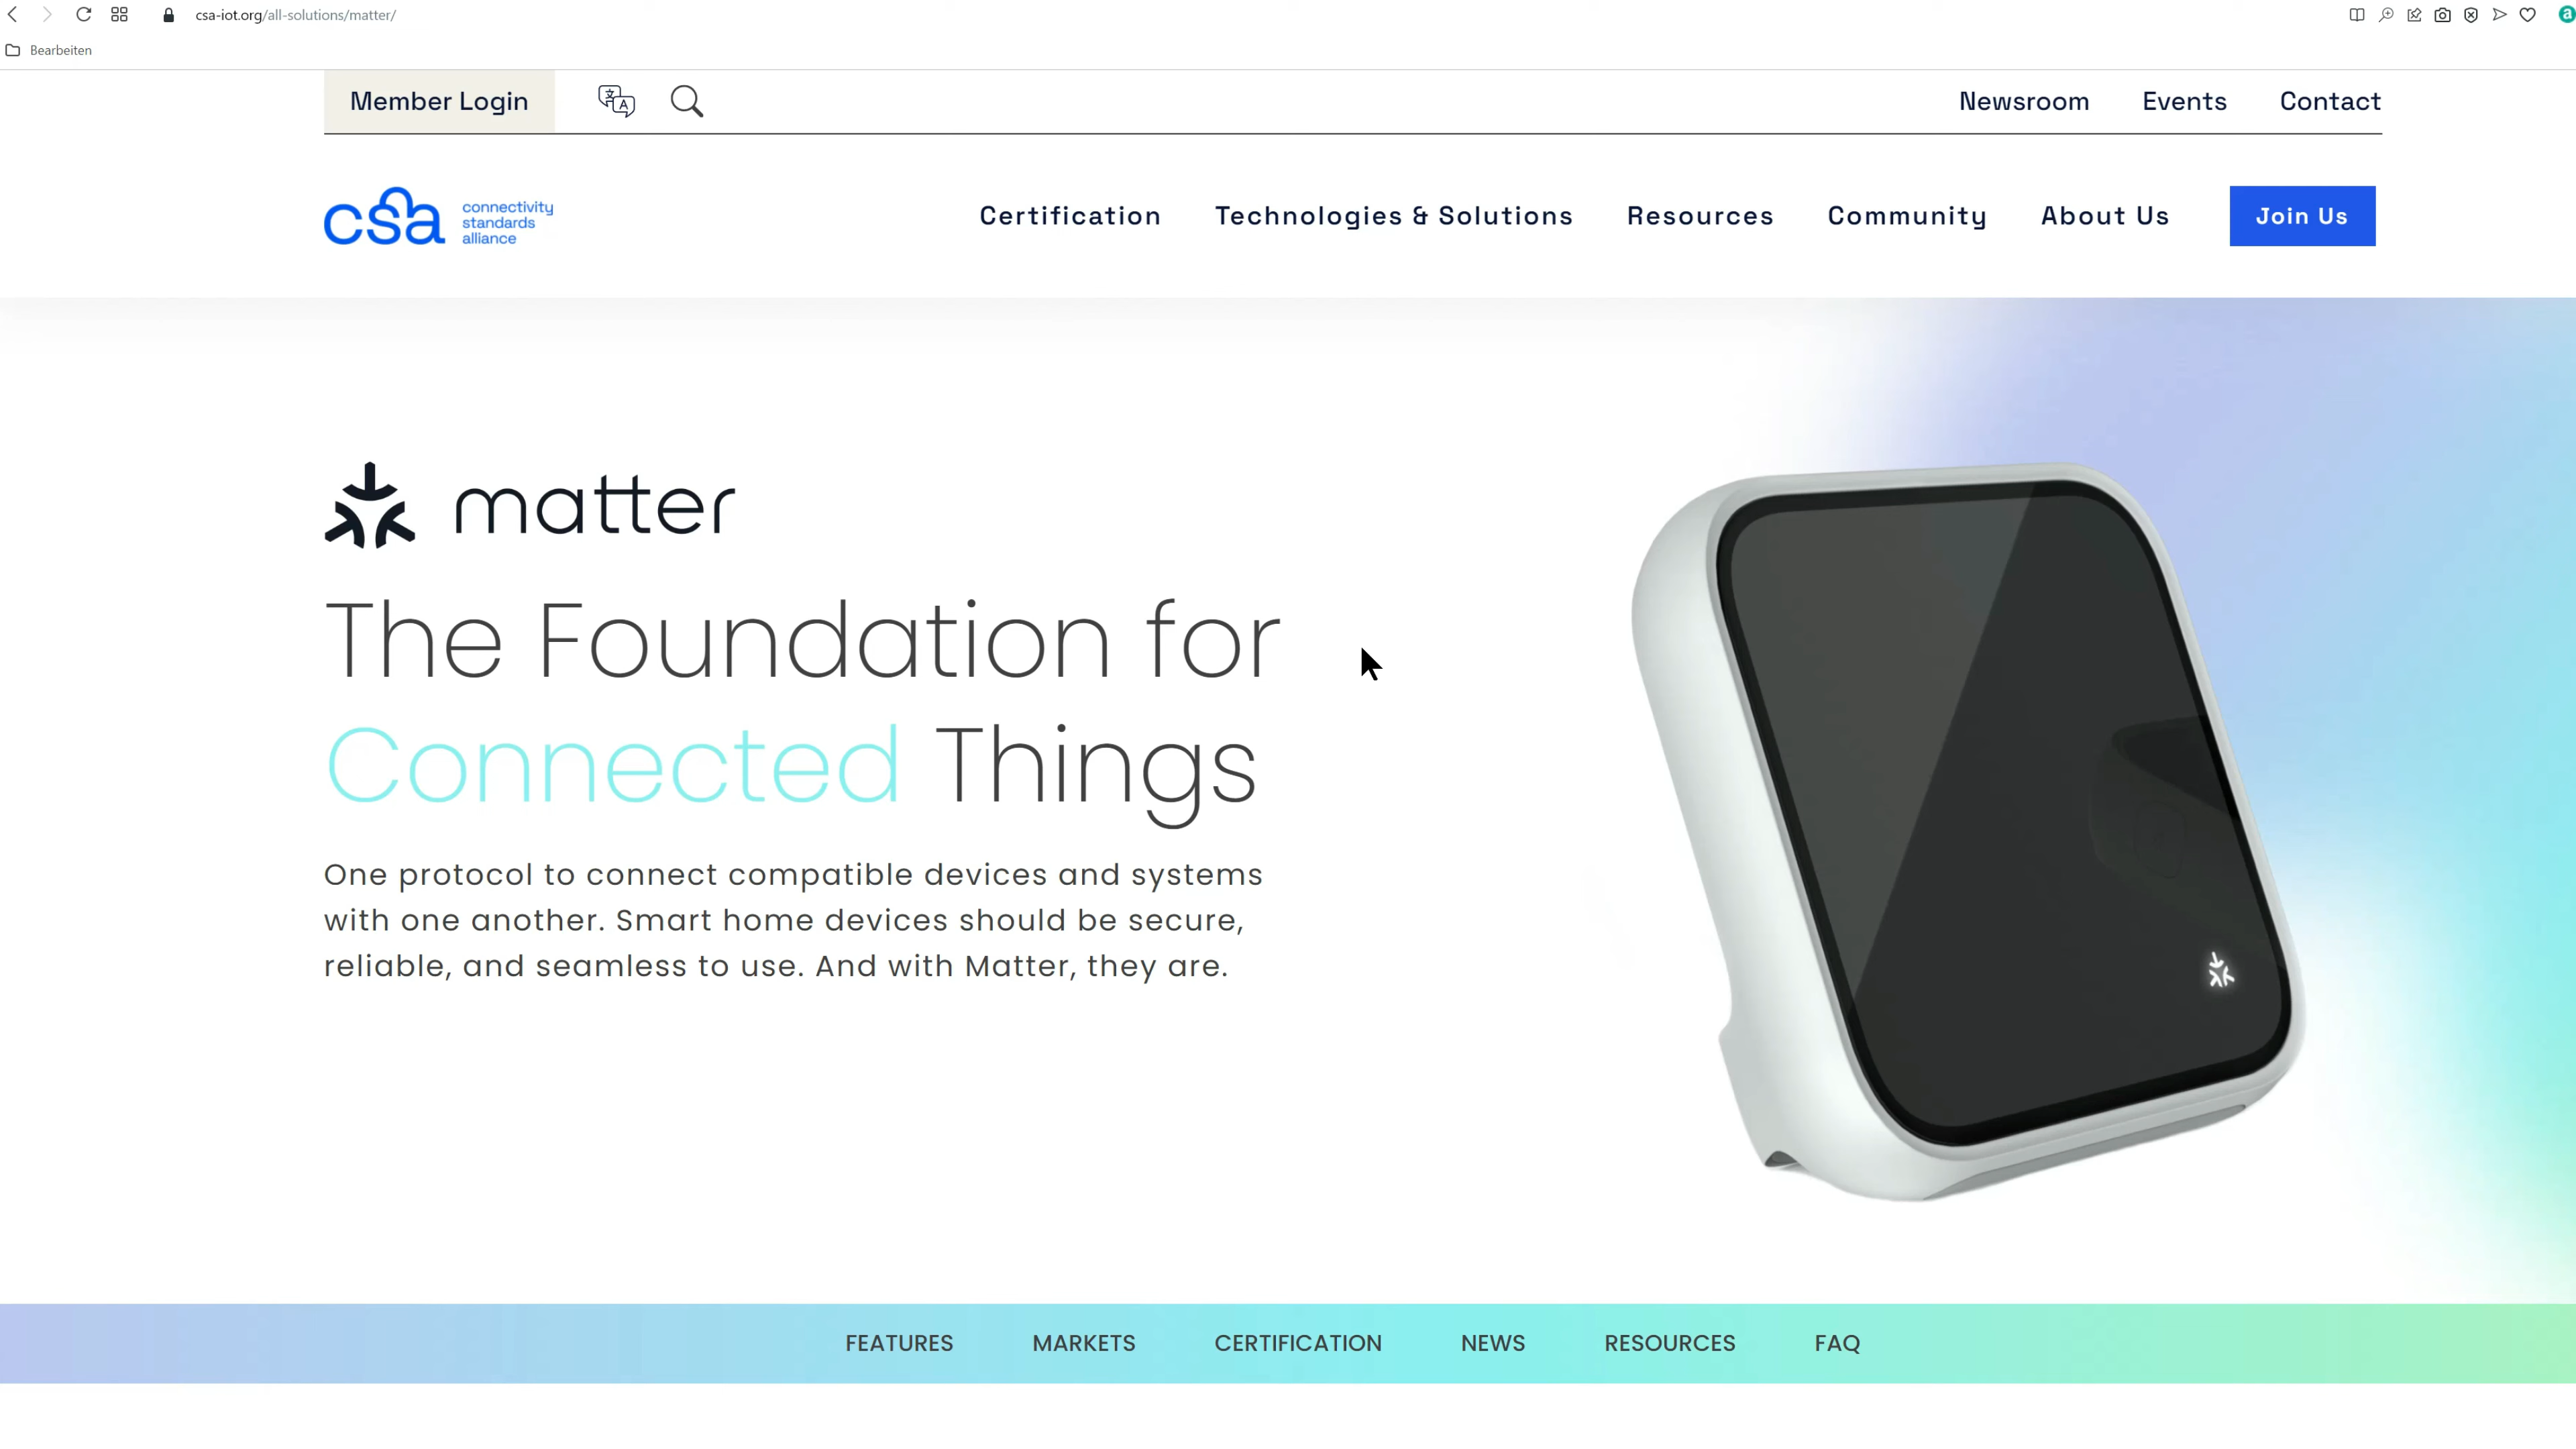 csa-iot.org/all-solutions/matter/
Bearbeiten
Member Login
Newsroom Events Contact
csa connectivity
standards
alliance
Certification Technologies & Solutions Resources Community About Us Join Us
matter
The Foundation for
Connected Things
One protocol to connect compatible devices and systems
with one another. Smart home devices should be secure,
reliable, and seamless to use. And with Matter, they are.
FEATURES MARKETS CERTIFICATION NEWS RESOURCES FAQ